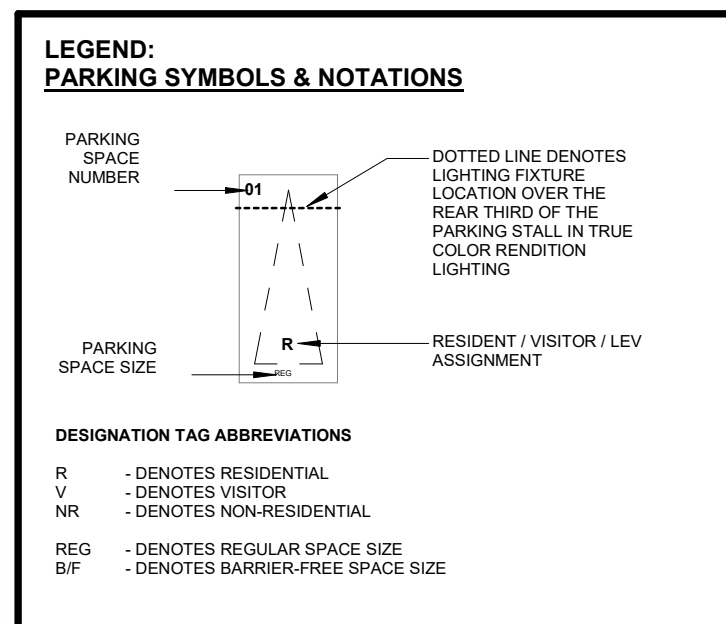 LEGEND:
PARKING SYMBOLS & NOTATIONS
PARKING
SPACE
NUMBER
01
DOTTED LINE DENOTES
LIGHTING FIXTURE
LOCATION OVER THE
REAR THIRD OF THE
PARKING STALL IN TRUE
COLOR RENDITION
LIGHTING
PARKING
SPACE SIZE
R
REG
RESIDENT / VISITOR / LEV
ASSIGNMENT
DESIGNATION TAG ABBREVIATIONS
R - DENOTES RESIDENTIAL
V - DENOTES VISITOR
NR - DENOTES NON-RESIDENTIAL
REG - DENOTES REGULAR SPACE SIZE
B/F - DENOTES BARRIER-FREE SPACE SIZE